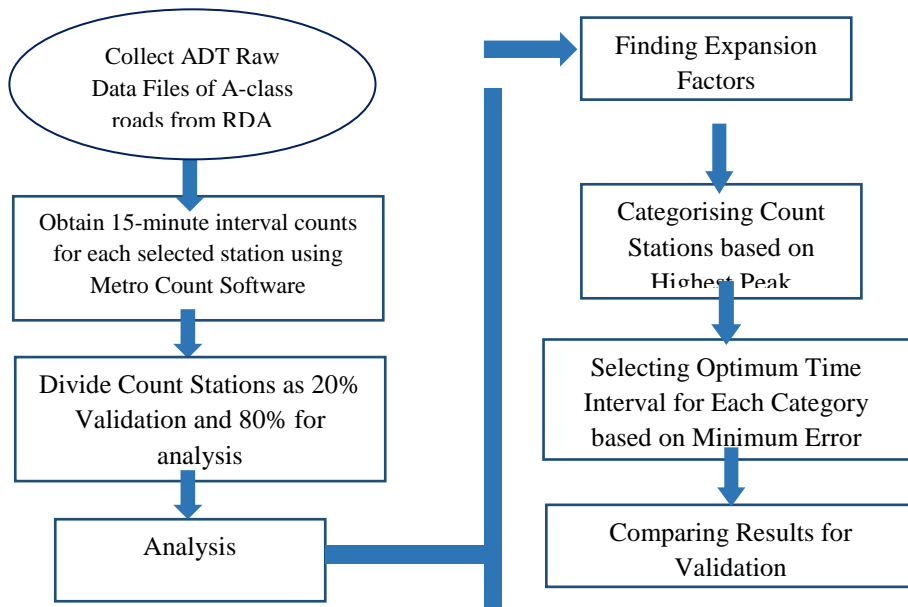 Collect ADT Raw
Data Files of A-class
roads from RDA
Obtain 15-minute interval counts
for each selected station using
Metro Count Software
Divide Count Stations as 20%
Validation and 80% for
analysis
Analysis
Finding Expansion
Factors
Categorising Count
Stations based on
Highest Peak
Selecting Optimum Time
Interval for Each Category
based on Minimum Error
Comparing Results for
Validation